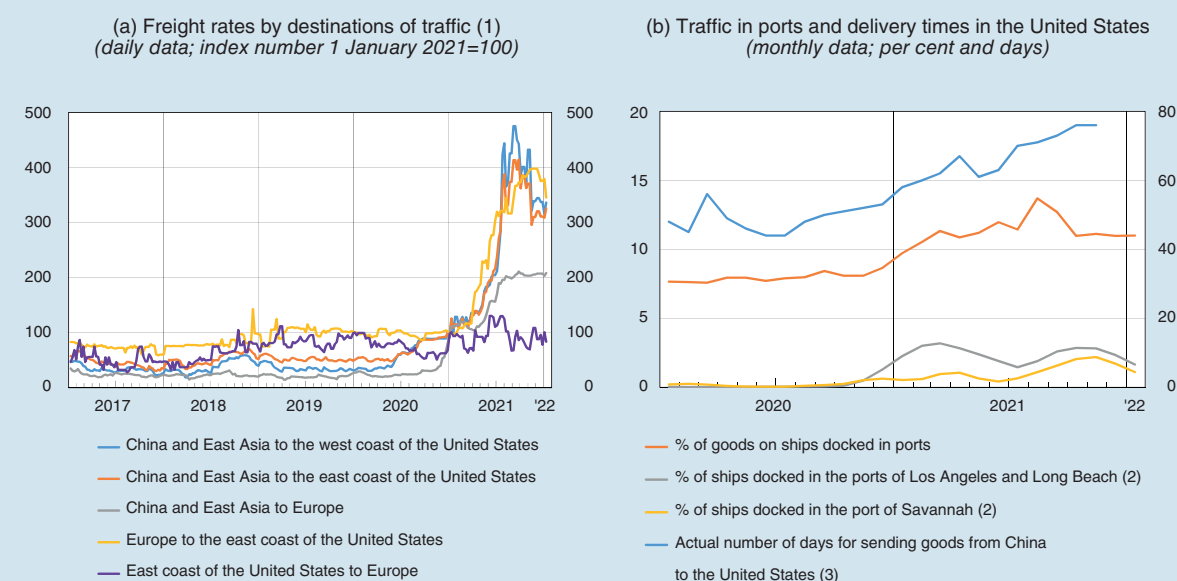 (a) Freight rates by destinations of traffic (1)
(daily data; index number 1 January 2021=100)
500
400
300
200
100
0
500
400
300
200
100
0
2017
2018
2019
2020
2021
'22
China and East Asia to the west coast of the United States
China and East Asia to the east coast of the United States
China and East Asia to Europe
Europe to the east coast of the United States
East coast of the United States to Europe
(b) Traffic in ports and delivery times in the United States
(monthly data; per cent and days)
20
15
10
5
0
80
60
40
20
0
2020
2021
'22
% of goods on ships docked in ports
% of ships docked in the ports of Los Angeles and Long Beach (2)
% of ships docked in the port of Savannah (2)
Actual number of days for sending goods from China
to the United States (3)